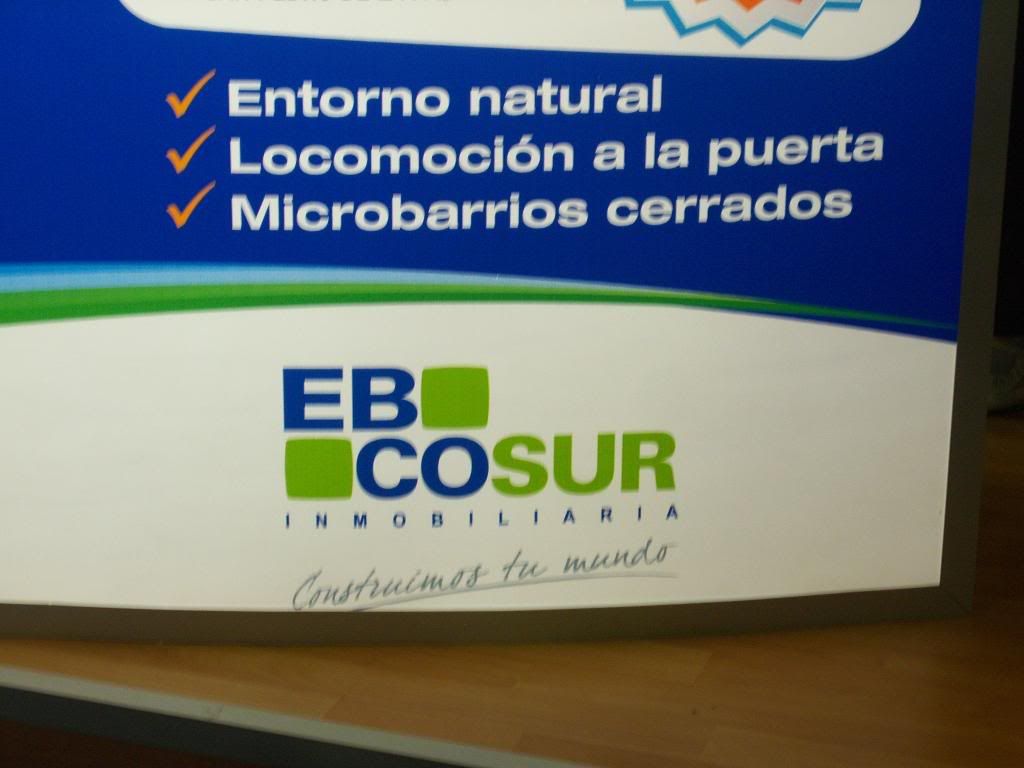 Entorno natural
Locomoción a la puerta
Microbarrios cerrados
EB
COSUR
INMOBILIARIA
Construimos tu mundo